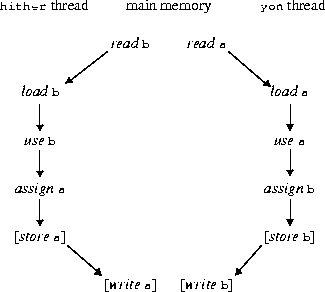 hither thread main memory yon thread
read b read a
load b load a
use b use a
assign a assign b
[store a] [store b]
[write a] [write b]